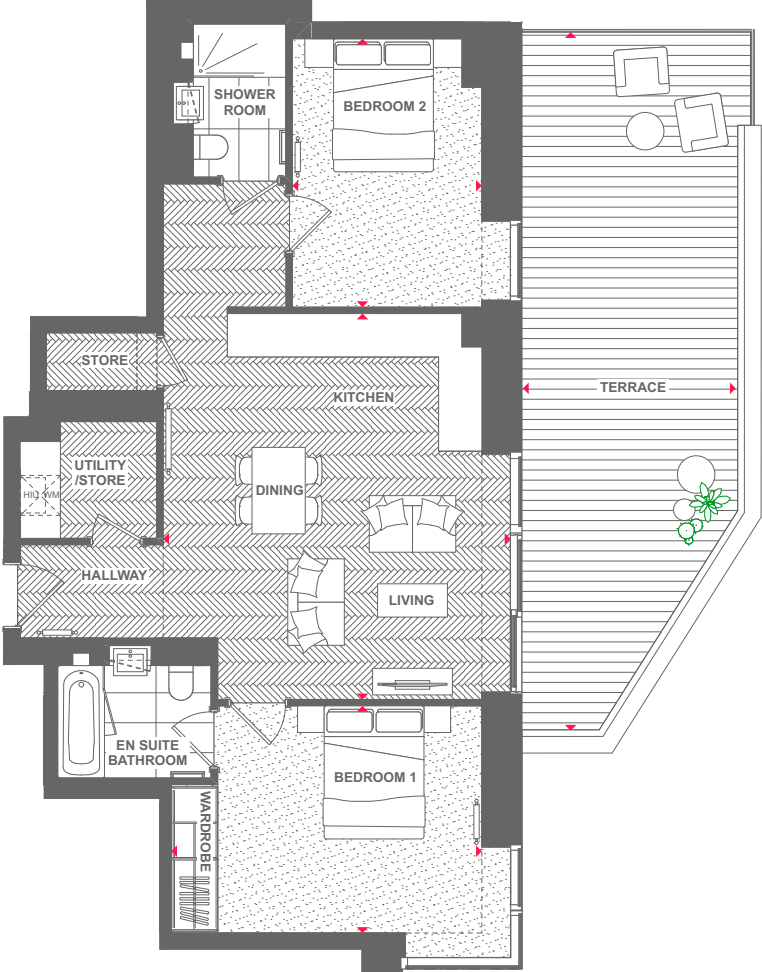 SHOWER
ROOM
BEDROOM 2
STORE
KITCHEN
TERRACE
UTILITY
/STORE
HIU WM
DINING
HALLWAY
LIVING
EN SUITE
BATHROOM
BEDROOM 1
WARDROBE